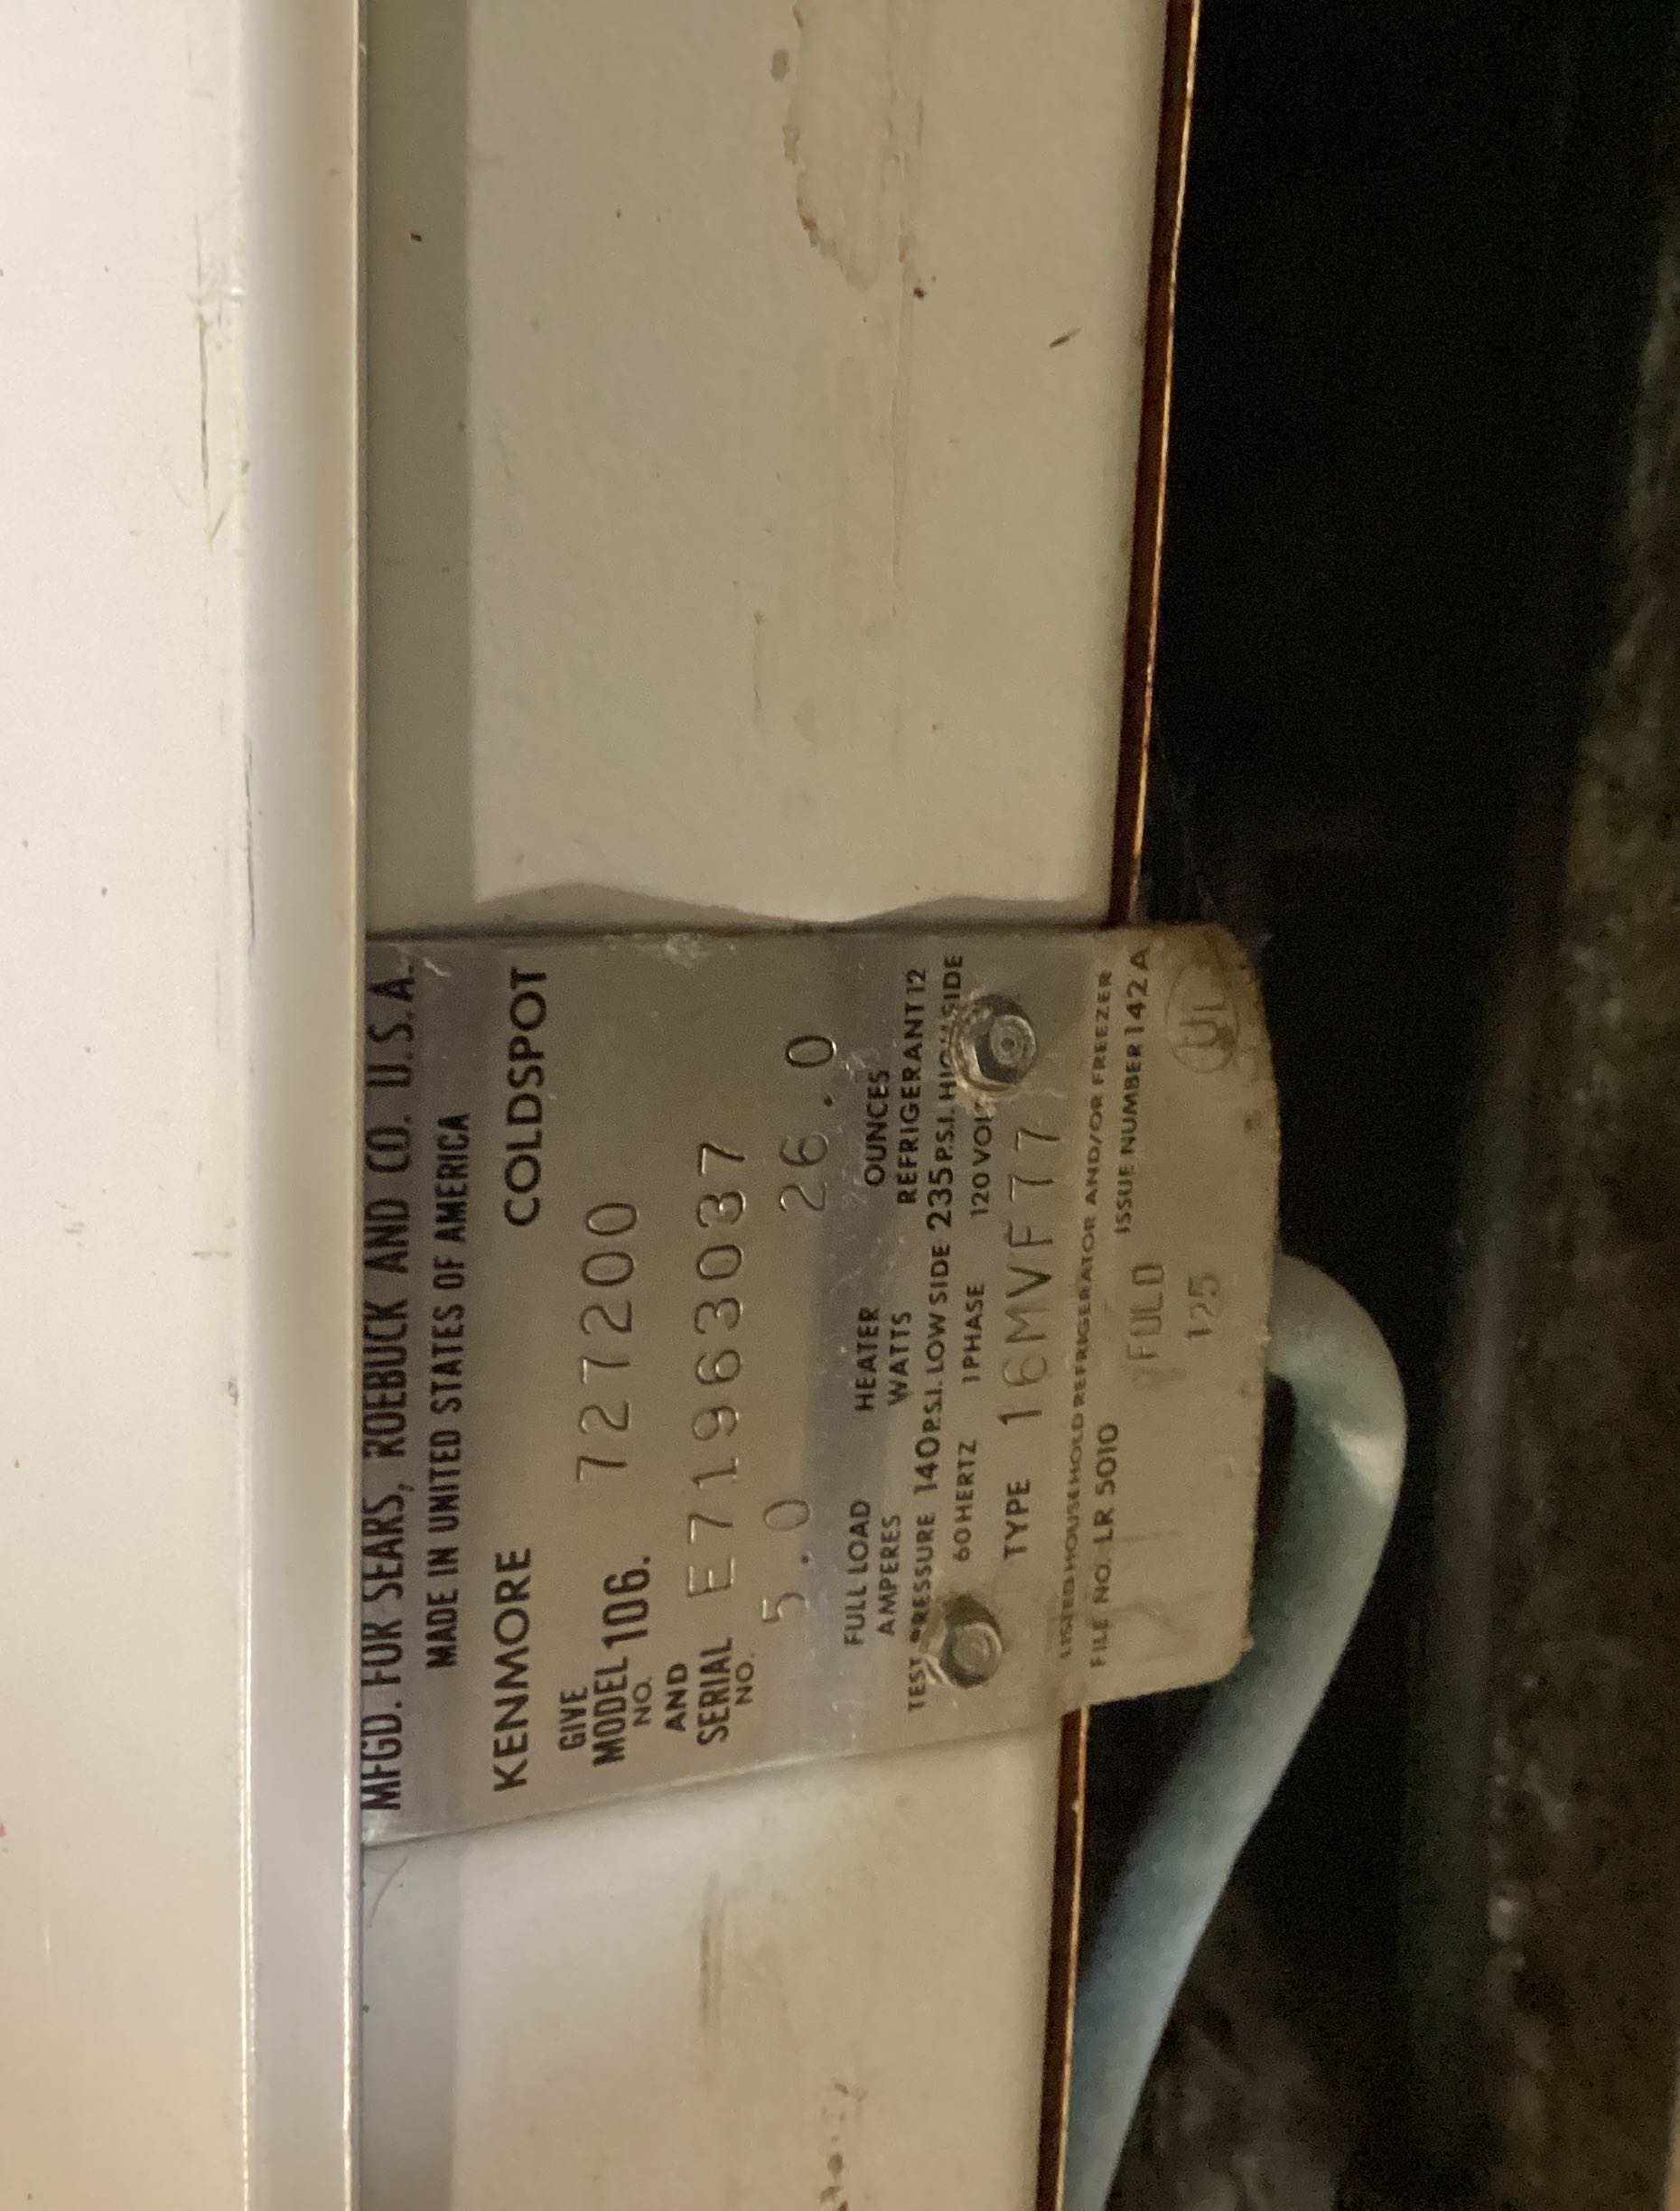 MFGD. FOR SEARS, ROEBUCK AND CO. U.S.A.
MADE IN UNITED STATES OF AMERICA
KENMORE COLDSPOT
GIVE
MODEL 106. 727200
NO.
AND
SERIAL E71963037
NO.
5.0 26.0
FULL LOAD HEATER OUNCES
AMPERES WATTS REFRIGERANT 12
TEST PRESSURE 140 P.S.I. LOW SIDE 235 P.S.I. HIGH SIDE
60 HERTZ 1 PHASE 120 VOLT
TYPE 16MVF77
LISTED HOUSEHOLD REFRIGERATOR AND/OR FREEZER
FILE NO. LR 5010 ISSUE NUMBER 142 A
125
UL